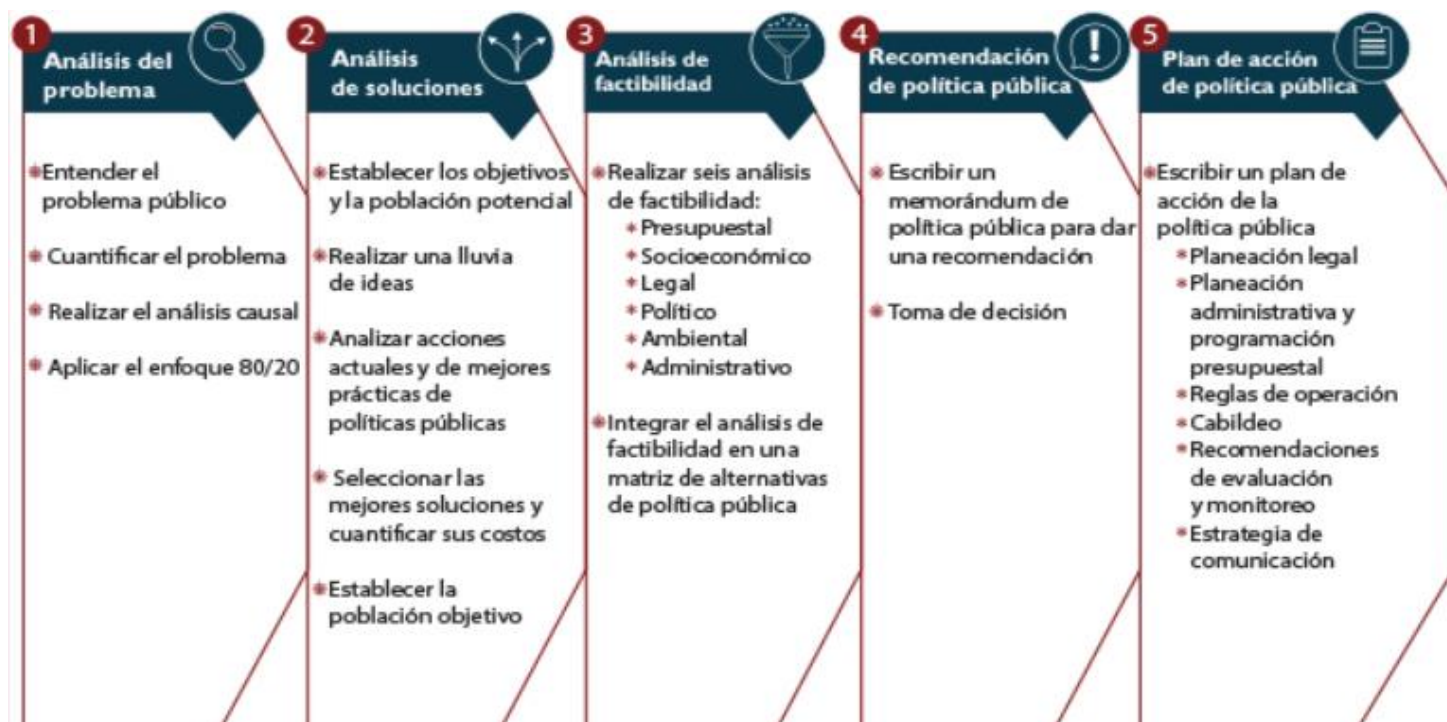 1
Análisis del
problema
Entender el
problema público
Cuantificar el problema
Realizar el análisis causal
Aplicar el enfoque 80/20
2
Análisis
de soluciones
Establecer los objetivos
y la población potencial
Realizar una lluvia
de ideas
Analizar acciones
actuales y de mejores
prácticas de
políticas públicas
Seleccionar las
mejores soluciones y
cuantificar sus costos
Establecer la
población objetivo
3
Análisis de
factibilidad
Realizar seis análisis
de factibilidad:
Presupuestal
Socioeconómico
Legal
Político
Ambiental
Administrativo
Integrar el análisis de
factibilidad en una
matriz de alternativas
de política pública
4
Recomendación
de política pública
Escribir un
memorándum de
política pública para dar
una recomendación
Toma de decisión
5
Plan de acción
de política pública
Escribir un plan de
acción de la
política pública
Planeación legal
Planeación
administrativa y
programación
presupuestal
Reglas de operación
Cabildeo
Recomendaciones
de evaluación
y monitoreo
Estrategia de
comunicación